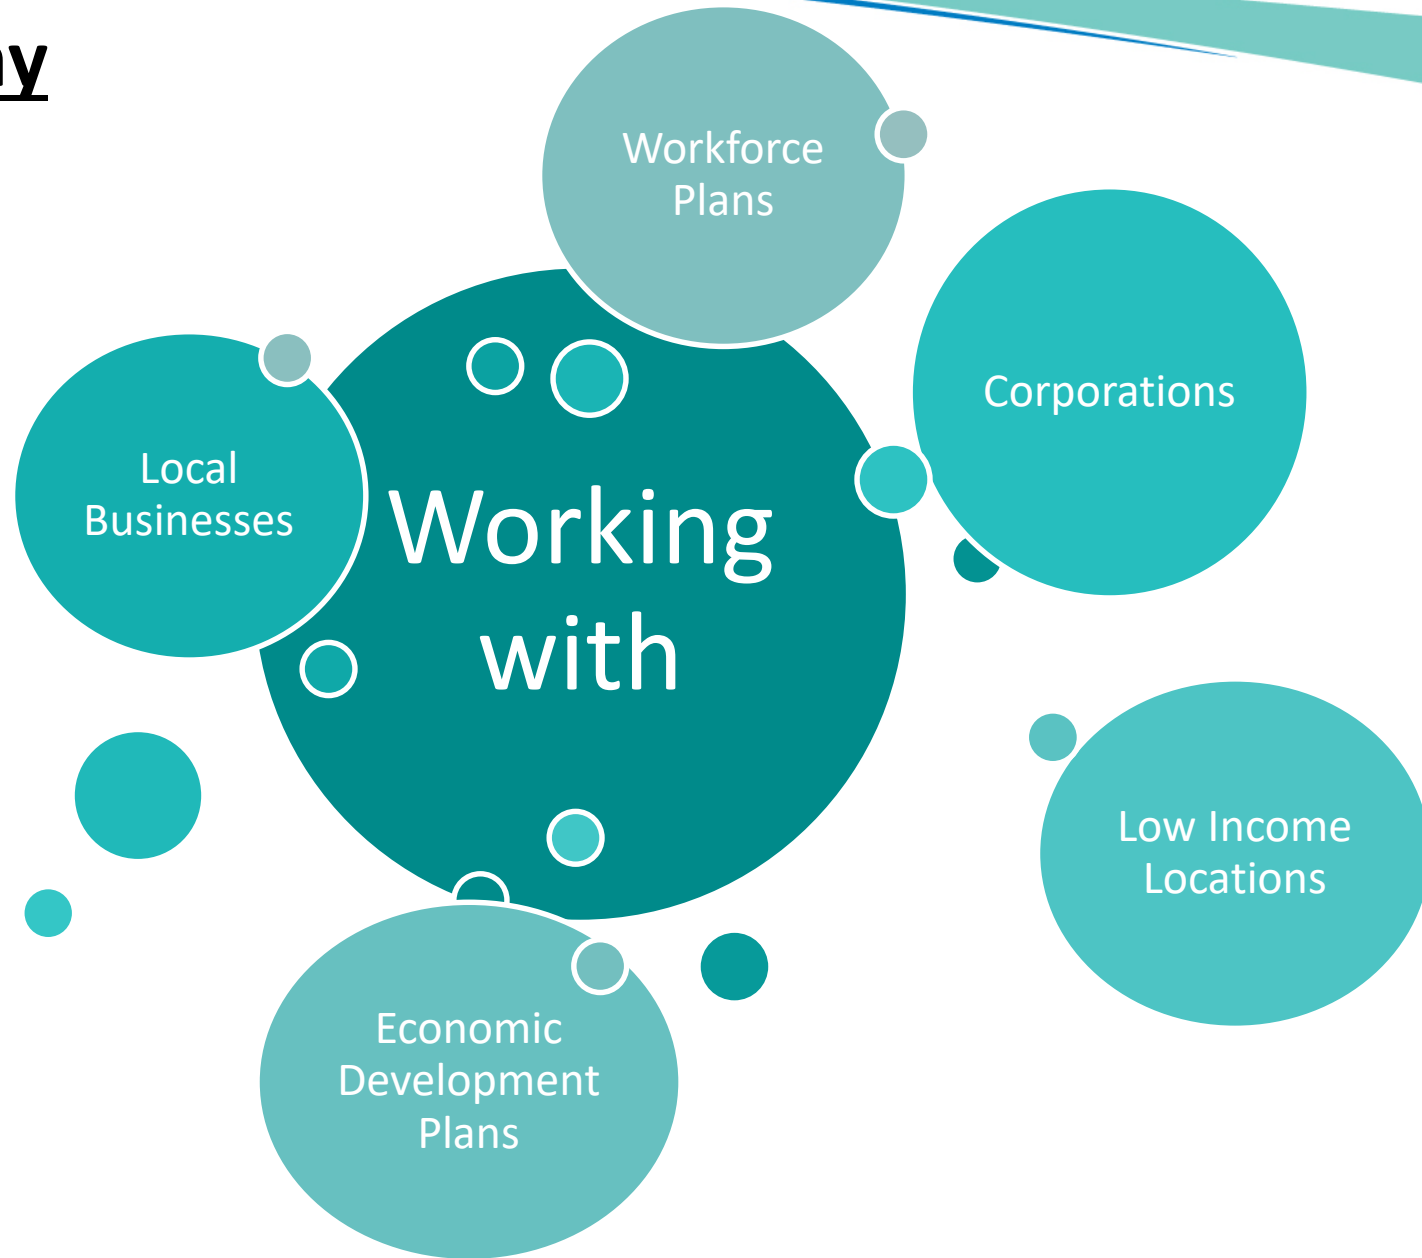 Workforce
Plans
Corporations
Local
Businesses
Working
with
Low Income
Locations
Economic
Development
Plans